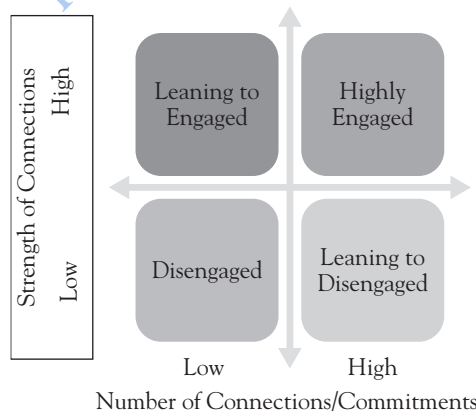 Strength of Connections
High
Low
Leaning to
Engaged
Highly
Engaged
Disengaged
Leaning to
Disengaged
Low
High
Number of Connections/Commitments